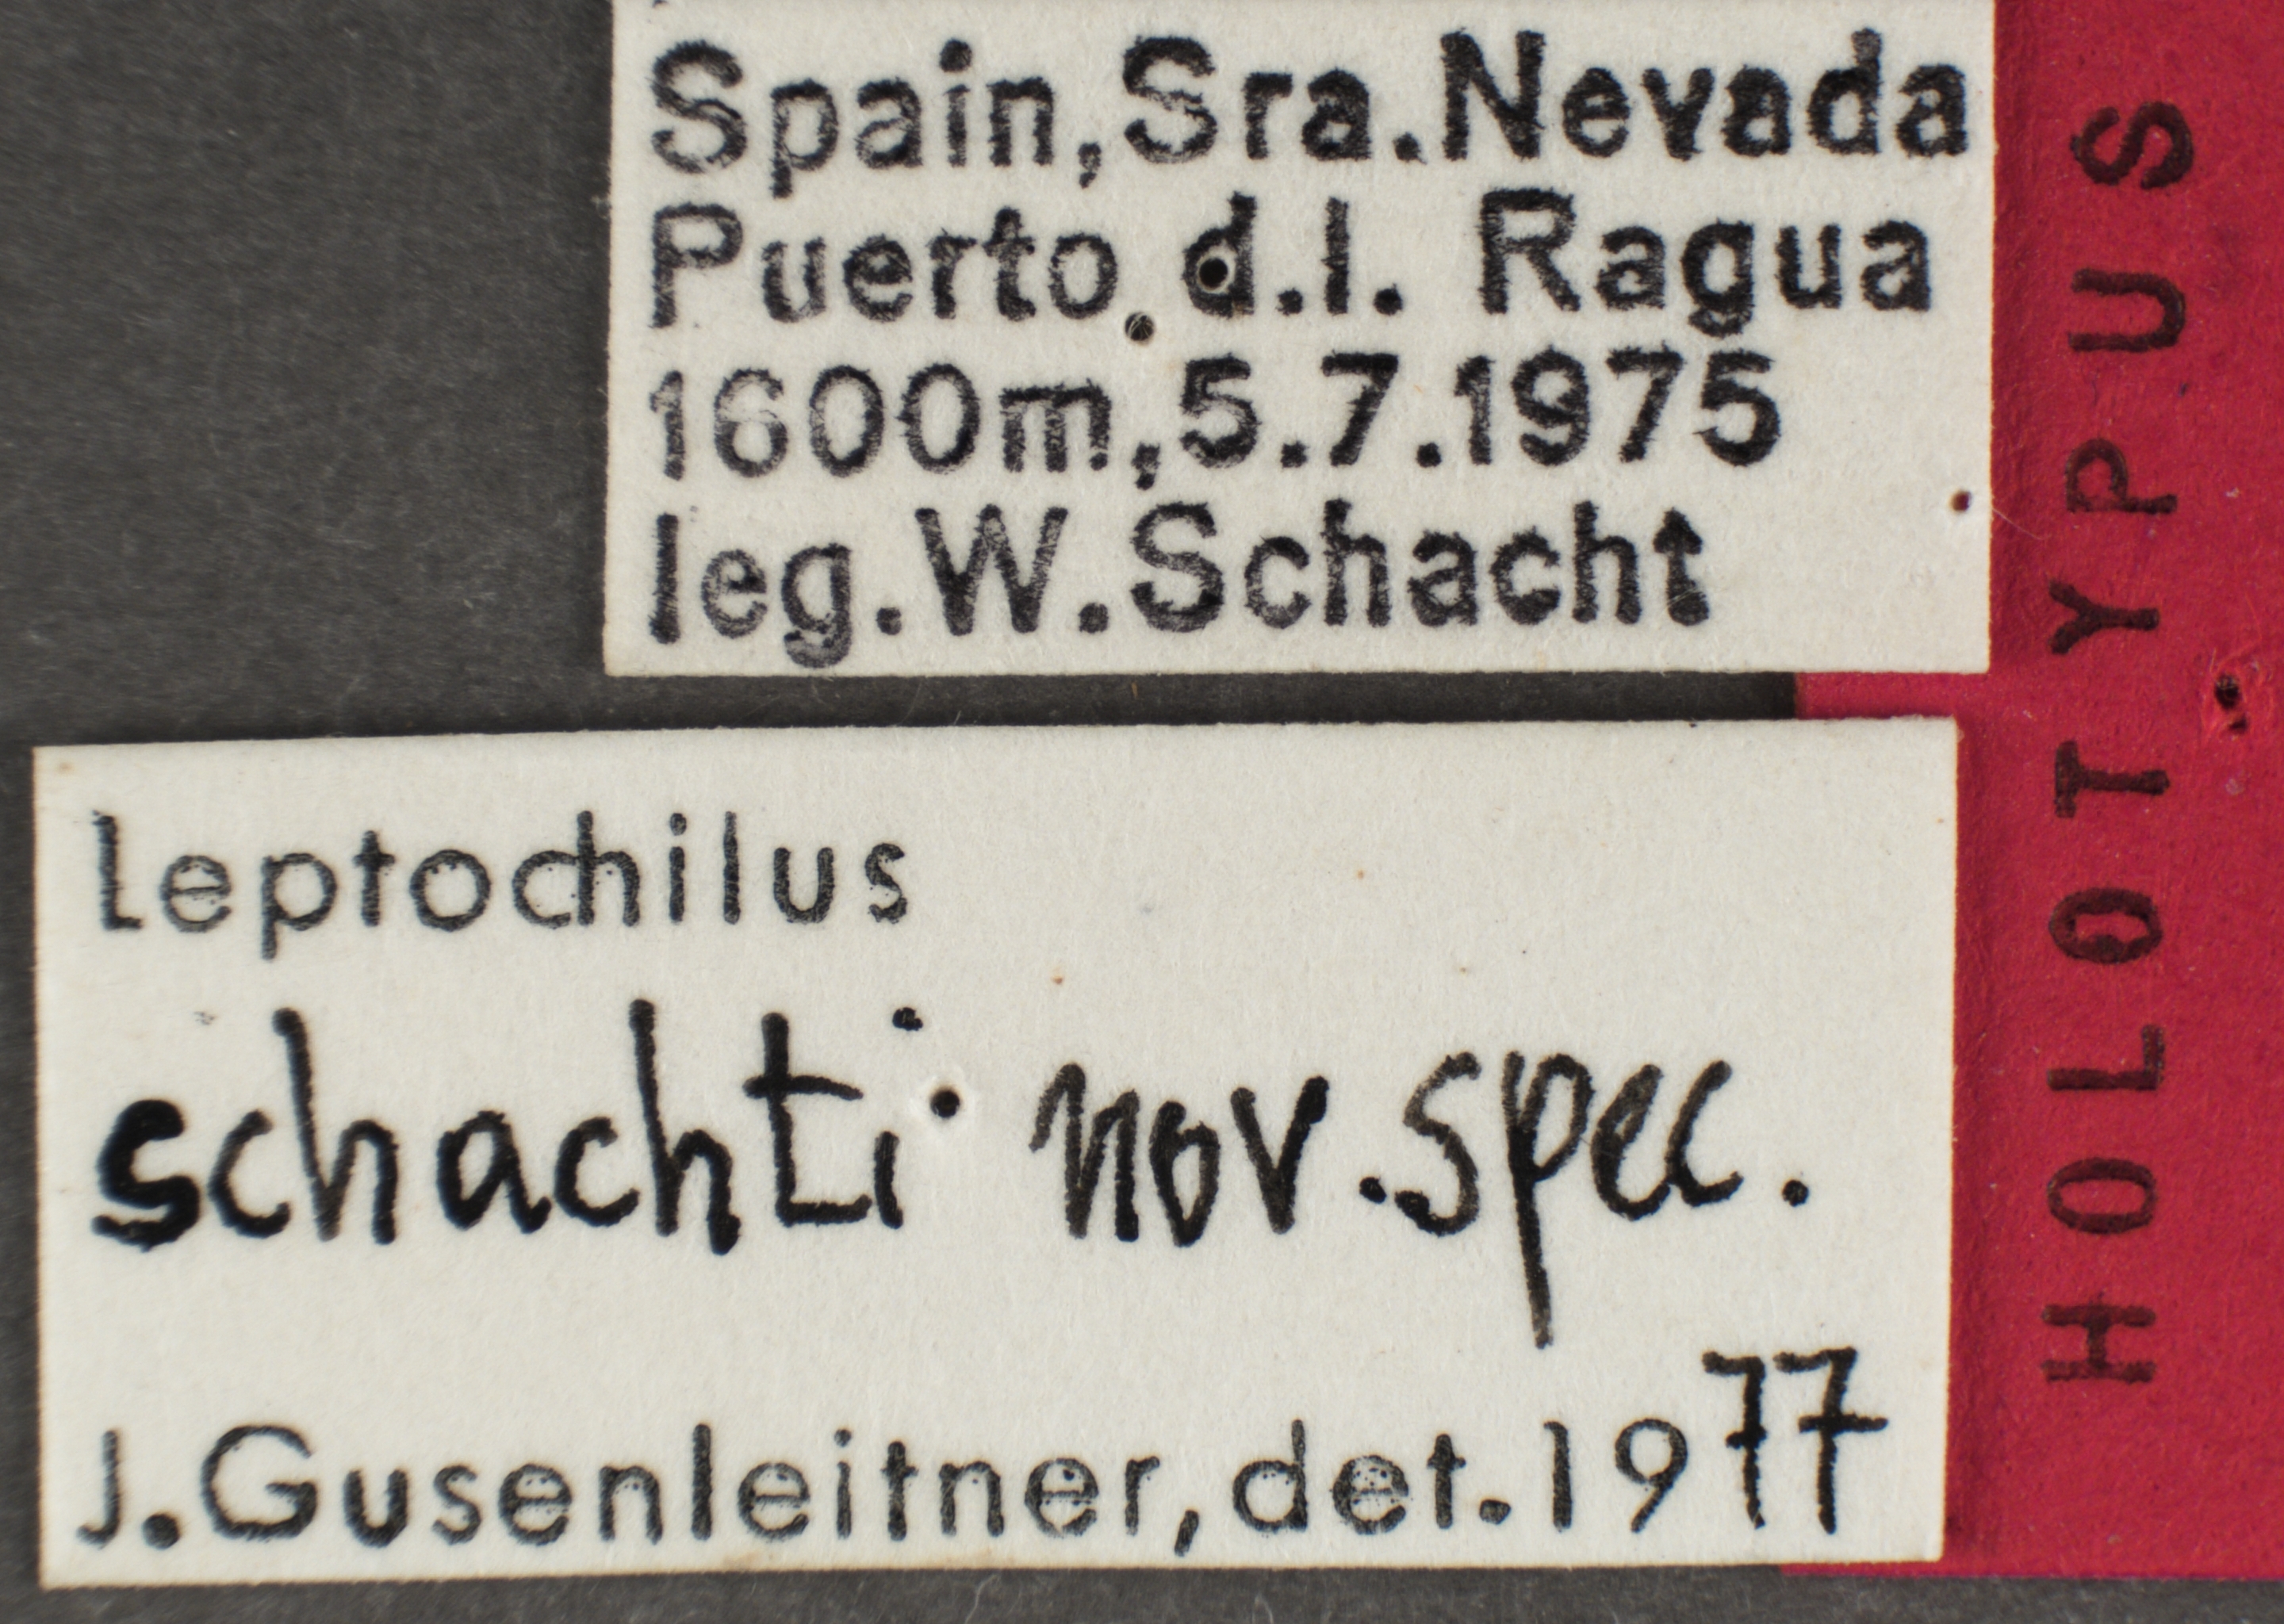 Spain, Sra. Nevada
Puerto d.l. Ragua
1600m, 5.7.1975
leg. W. Schacht
Leptochilus
schachti nov. spec.
J. Gusenleitner, det. 1977
HOLOTYPUS